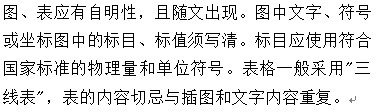 图、表应有自明性，且随文出现。图中文字、符号
或坐标图中的标目、标值须写清。标目应使用符合
国家标准的物理量和单位符号。表格一般采用"三
线表"，表的内容切忌与插图和文字内容重复。